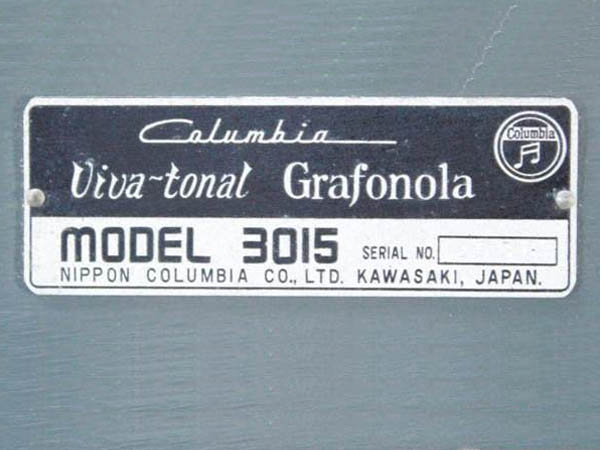 Columbia
Columbia
Viva-tonal Grafonola
MODEL 3015 SERIAL NO.
NIPPON COLUMBIA CO., LTD. KAWASAKI, JAPAN.